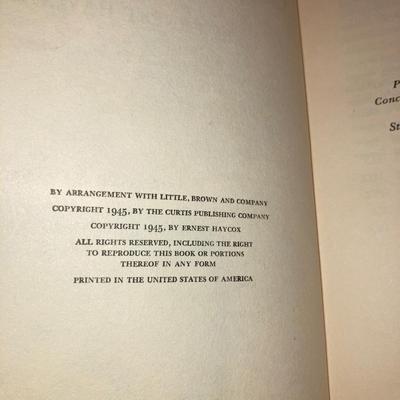 BY ARRANGEMENT WITH LITTLE, BROWN AND COMPANY
COPYRIGHT 1945, BY THE CURTIS PUBLISHING COMPANY
COPYRIGHT 1945, BY ERNEST HAYCOX
ALL RIGHTS RESERVED, INCLUDING THE RIGHT
TO REPRODUCE THIS BOOK OR PORTIONS
THEREOF IN ANY FORM
PRINTED IN THE UNITED STATES OF AMERICA
P
Conc
St